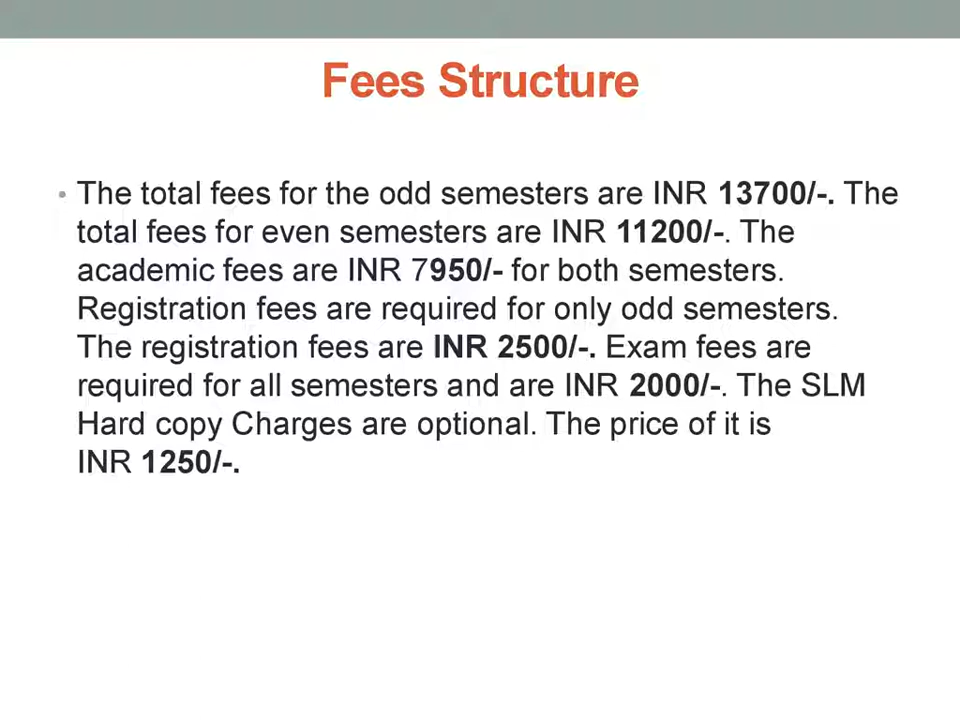 Fees Structure
• The total fees for the odd semesters are INR 13700/-. The
total fees for even semesters are INR 11200/-. The
academic fees are INR 7950/- for both semesters.
Registration fees are required for only odd semesters.
The registration fees are INR 2500/-. Exam fees are
required for all semesters and are INR 2000/-. The SLM
Hard copy Charges are optional. The price of it is
INR 1250/-.